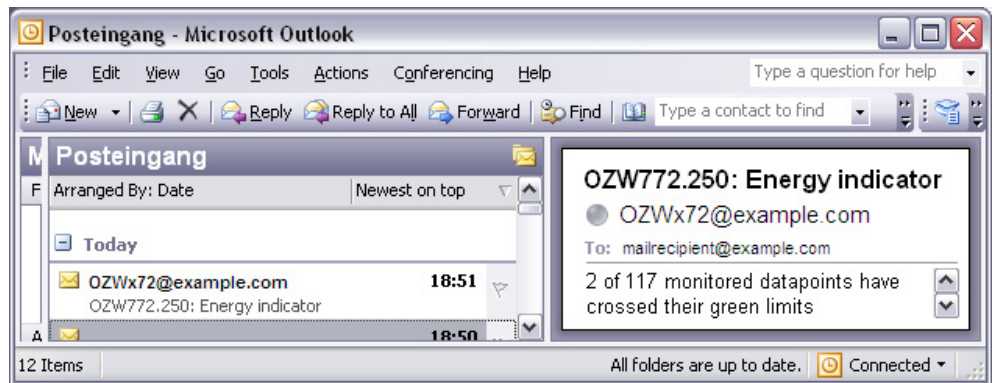 Posteingang - Microsoft Outlook
File Edit View Go Tools Actions Conferencing Help Type a question for help
New Reply Reply to All Forward Find Type a contact to find
M Posteingang
F Arranged By: Date Newest on top
Today
OZWx72@example.com 18:51
OZW772.250: Energy indicator
A 18:50
OZW772.250: Energy indicator
OZWx72@example.com
To: mailrecipient@example.com
2 of 117 monitored datapoints have
crossed their green limits
12 Items All folders are up to date. Connected